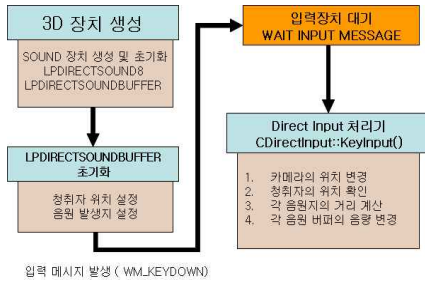 3D 장치 생성
SOUND 장치 생성 및 초기화
LPDIRECTSOUND8
LPDIRECTSOUNDBUFFER
LPDIRECTSOUNDBUFFER
초기화
청취자 위치 설정
음원 발생지 설정
입력 메시지 발생 ( WM_KEYDOWN)
입력장치 대기
WAIT INPUT MESSAGE
Direct Input 처리기
CDirectInput::KeyInput()
1. 카메라의 위치 변경
2. 청취자의 위치 확인
3. 각 음원지의 거리 계산
4. 각 음원 버퍼의 음량 변경